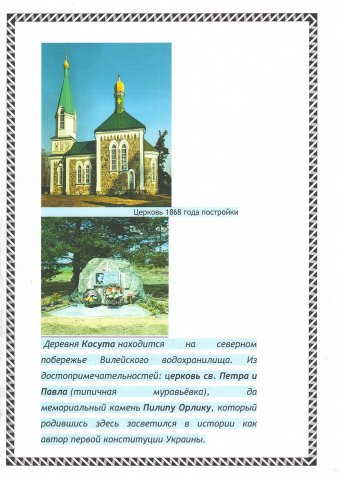 Церковь 1868 года постройки
Деревня Косута находится на северном
побережье Вилейского водохранилища. Из
достопримечательностей: церковь св. Петра и
Павла (типичная муравьёвка), да
мемориальный камень Пилипу Орлику, который
родившись здесь засветился в истории как
автор первой конституции Украины.